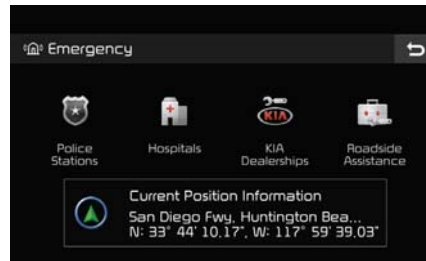 Emergency
Police
Stations
Hospitals
KIA
KIA
Dealerships
Roadside
Assistance
Current Position Information
San Diego Fwy, Huntington Bea...
N: 33° 44' 10.17", W: 117° 59' 39.03"